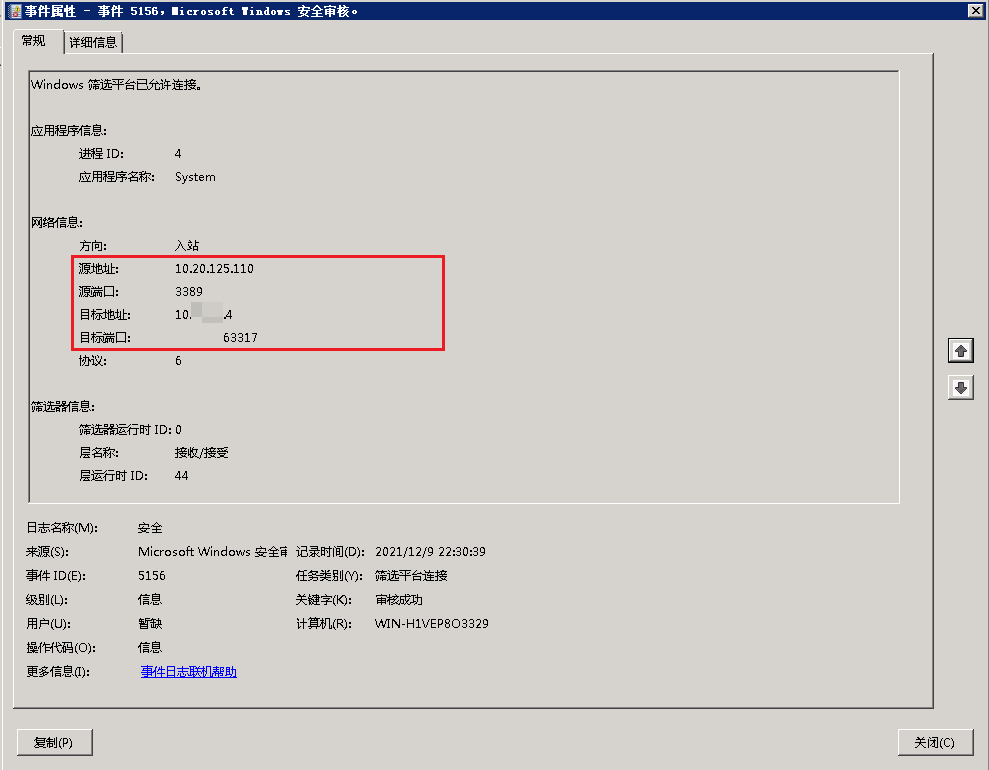 事件属性 - 事件 5156，Microsoft Windows 安全审核。
常规 详细信息
Windows 筛选平台已允许连接。
应用程序信息:
进程 ID: 4
应用程序名称: System
网络信息:
方向: 入站
源地址: 10.20.125.110
源端口: 3389
目标地址: 10. .4
目标端口: 63317
协议: 6
筛选器信息:
筛选器运行时 ID: 0
层名称: 接收/接受
层运行时 ID: 44
日志名称(M): 安全
来源(S): Microsoft Windows 安全审 记录时间(D): 2021/12/9 22:30:39
事件 ID(E): 5156 任务类别(Y): 筛选平台连接
级别(L): 信息 关键字(K): 审核成功
用户(U): 暂缺 计算机(R): WIN-H1VEP8O3329
操作代码(O): 信息
更多信息(I): 事件日志联机帮助
复制(P) 关闭(C)